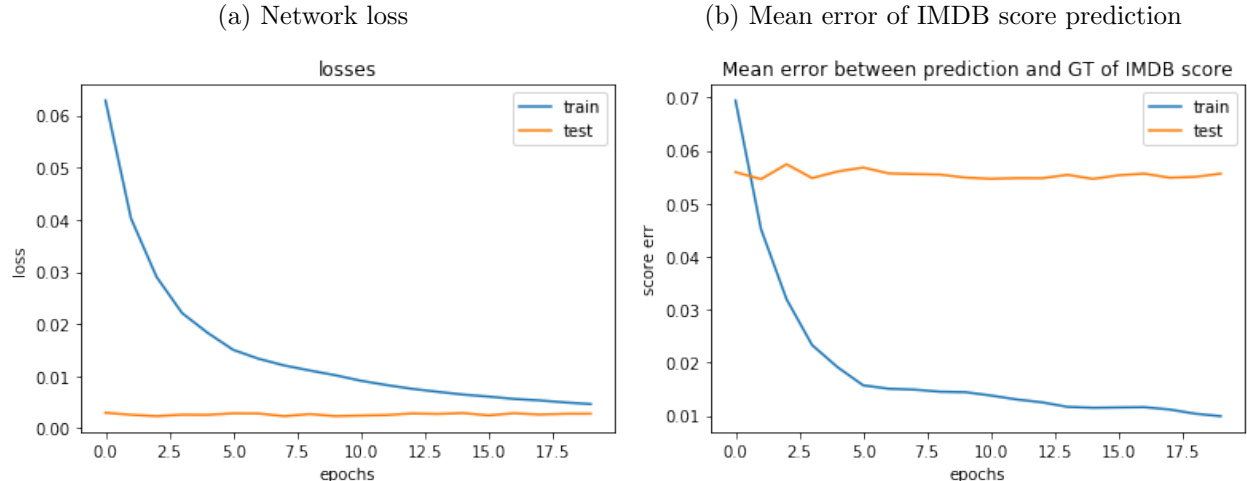 (a) Network loss
losses
0.06
0.05
0.04
0.03
0.02
0.01
0.00
loss
train
test
0.0 2.5 5.0 7.5 10.0 12.5 15.0 17.5
epochs
(b) Mean error of IMDB score prediction
Mean error between prediction and GT of IMDB score
0.07
0.06
0.05
0.04
0.03
0.02
0.01
score err
train
test
0.0 2.5 5.0 7.5 10.0 12.5 15.0 17.5
epochs